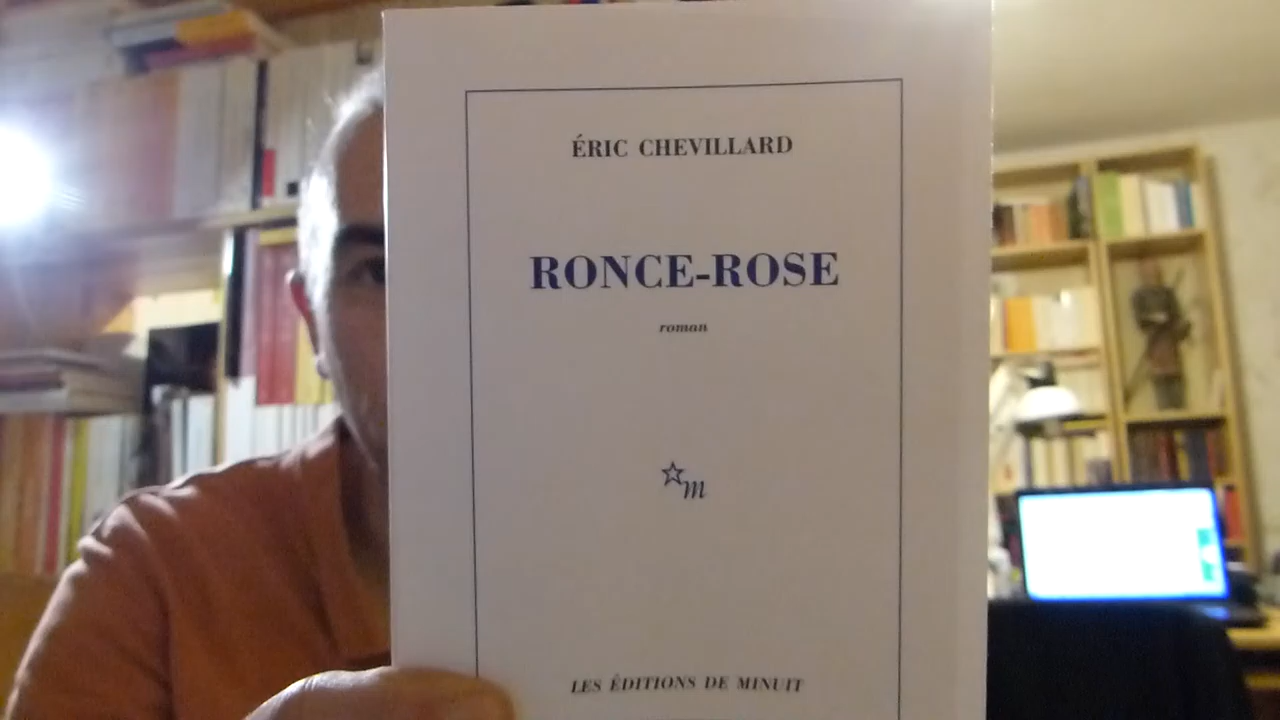 ÉRIC CHEVILLARD
RONCE-ROSE
roman
m
LES ÉDITIONS DE MINUIT